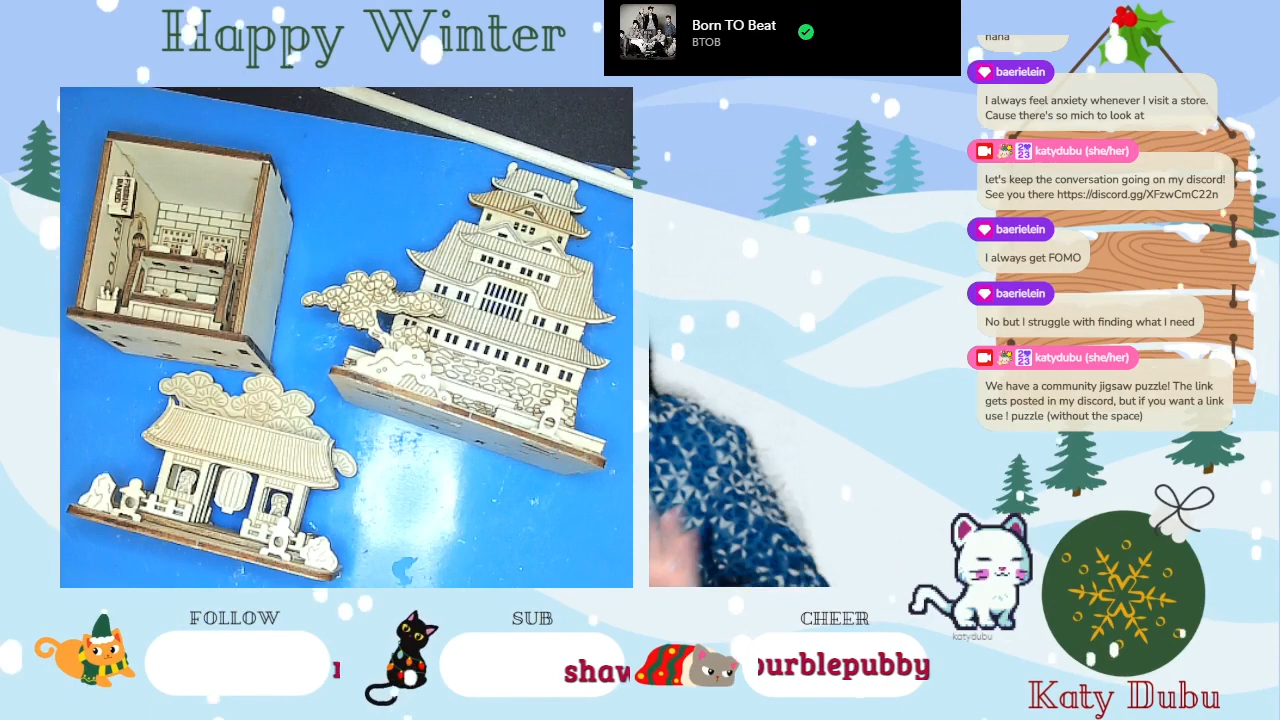 Happy Winter
Born TO Beat
BTOB
baerielein
I always feel anxiety whenever I visit a store.
Cause there's so mich to look at
katydubu (she/her)
let's keep the conversation going on my discord!
See you there https://discord.gg/XFzwCmC22n
baerielein
I always get FOMO
baerielein
No but I struggle with finding what I need
katydubu (she/her)
We have a community jigsaw puzzle! The link
gets posted in my discord, but if you want a link
use ! puzzle (without the space)
FOLLOW
SUB
shaw
CHEER
purblepubby
katydubu
Katy Dubu